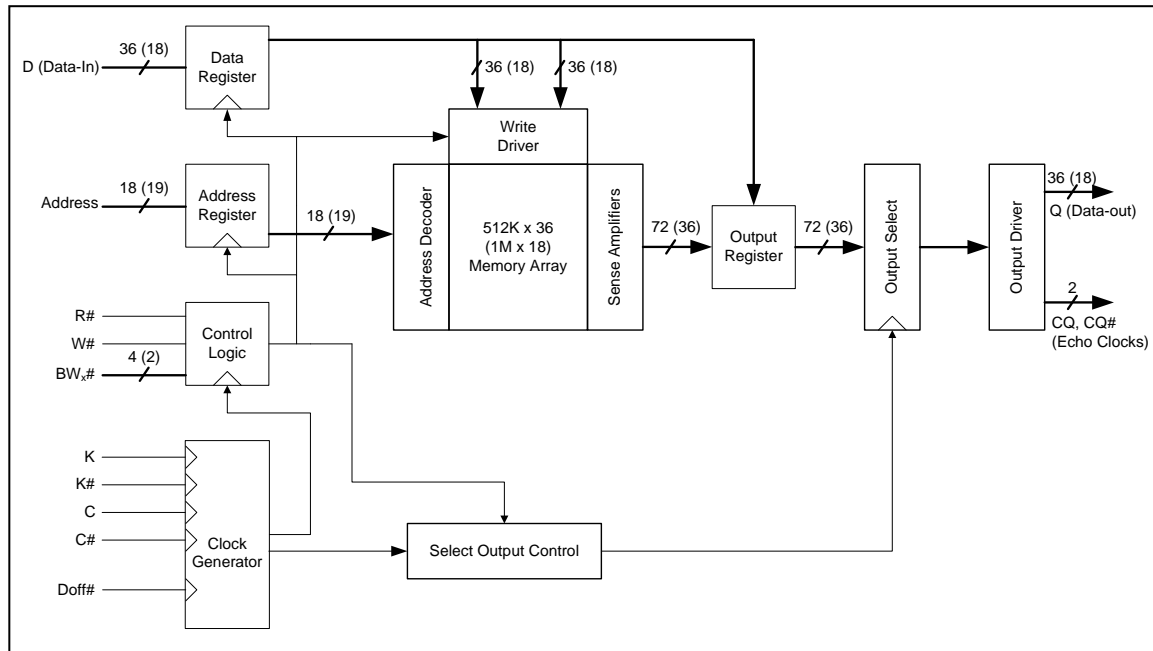 D (Data-In)
36 (18)
Data
Register
36 (18)
36 (18)
Write
Driver
Address
18 (19)
Address
Register
18 (19)
Address Decoder
512K x 36
(1M x 18)
Memory Array
Sense Amplifiers
72 (36)
Output
Register
72 (36)
Output Select
Output Driver
36 (18)
Q (Data-out)
2
CQ, CQ#
(Echo Clocks)
R#
W#
4 (2)
BWx#
Control
Logic
K
K#
C
C#
Doff#
Clock
Generator
Select Output Control